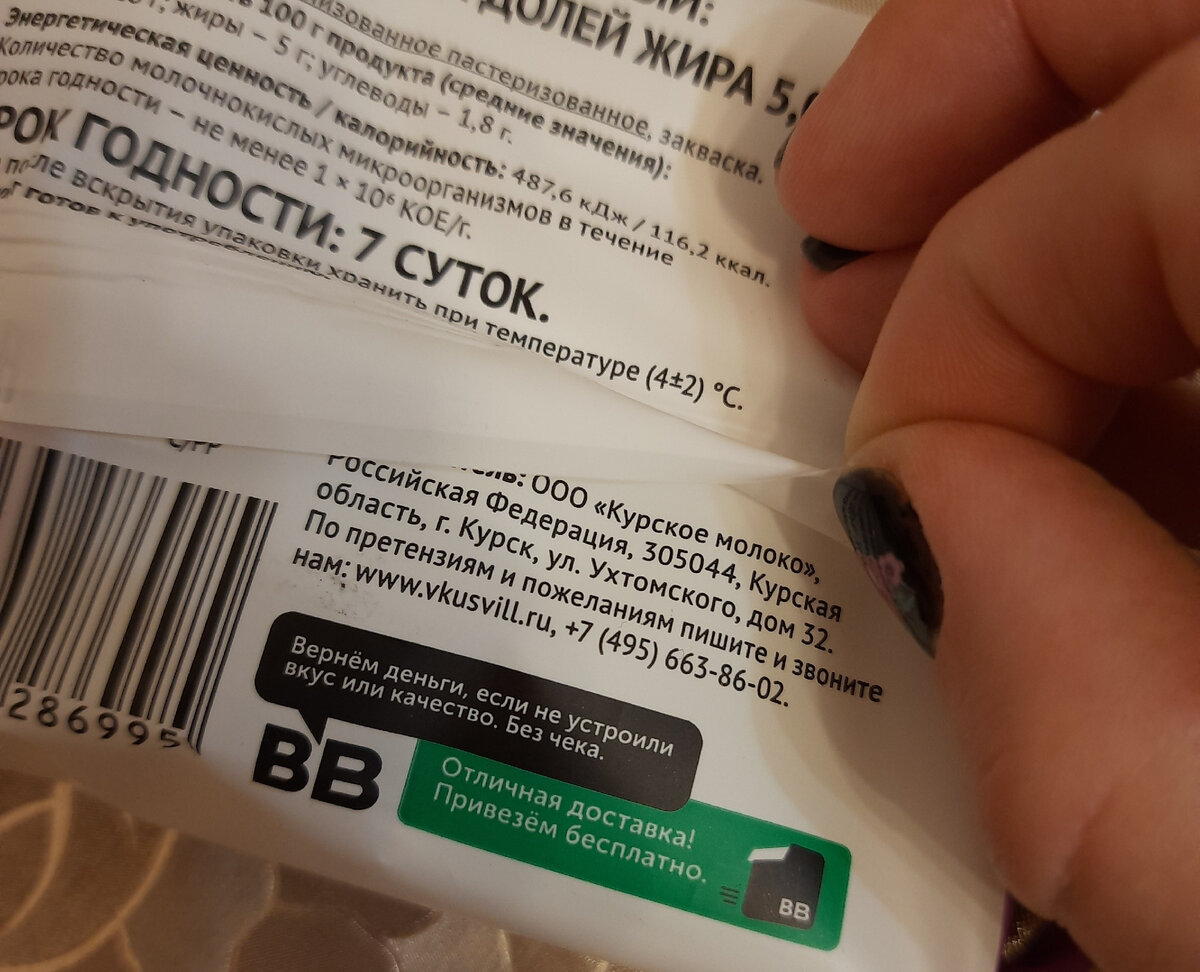 ДОЛЕЙ ЖИРА 5,
пастеризованное, закваска.
100 г продукта (средние значения):
жиры – 5 г; углеводы – 1,8 г.
Энергетическая ценность / калорийность: 487,6 кДж / 116,2 ккал.
Количество молочнокислых микроорганизмов в течение
годности – не менее 1 × 10⁶ КОЕ/г.
ГОДНОСТИ: 7 СУТОК.
после вскрытия упаковки хранить при температуре (4±2) °С.
готов к
ООО «Курское молоко»,
Российская Федерация, 305044, Курская
область, г. Курск, ул. Ухтомского, дом 32.
По претензиям и пожеланиям пишите и звоните
нам: www.vkusvill.ru, +7 (495) 663-86-02.
286995
Вернём деньги, если не устроили
вкус или качество. Без чека.
ВВ
Отличная доставка!
Привезём бесплатно.
ВВ